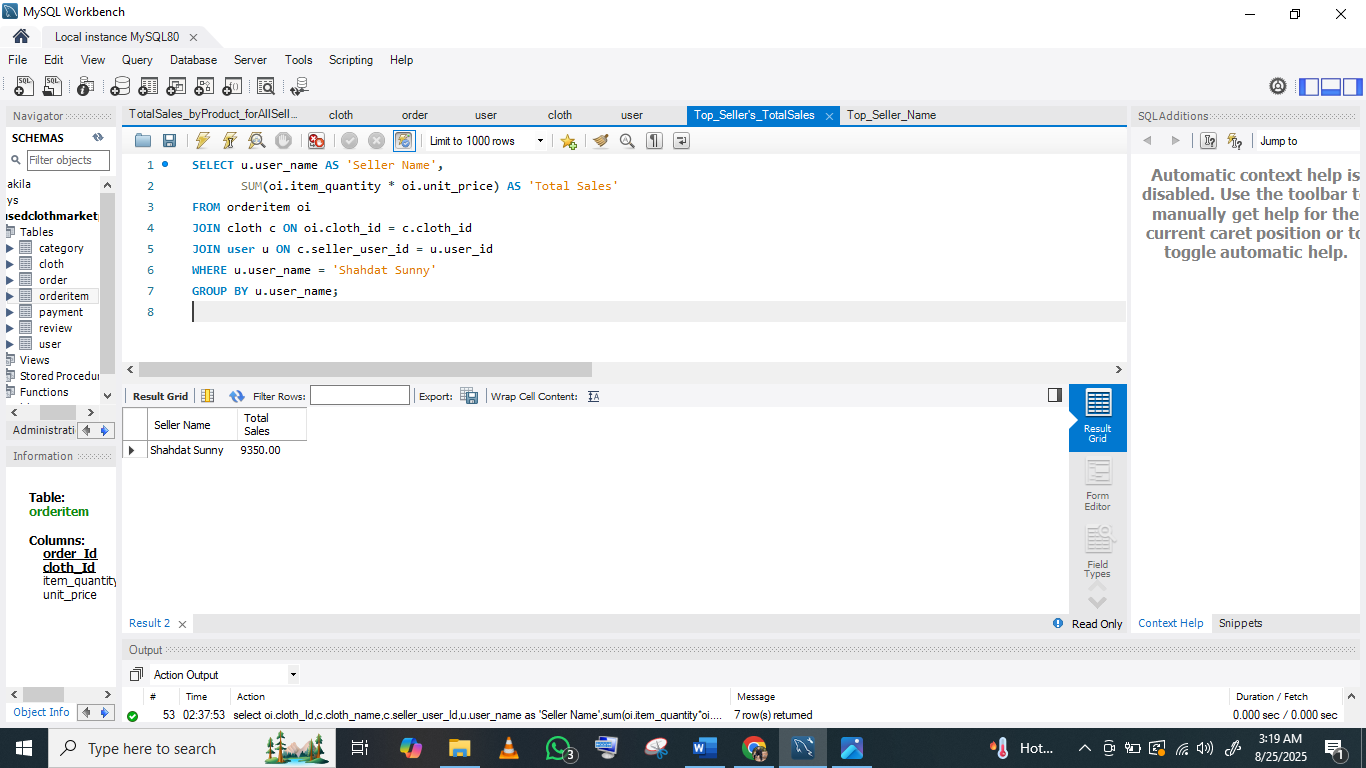 MySQL Workbench
Local instance MySQL80
File Edit View Query Database Server Tools Scripting Help
Navigator
SCHEMAS
Filter objects
akila
ys
usedclothmarket
Tables
category
cloth
order
orderitem
payment
review
user
Views
Stored Procedu
Functions
Administrati
Information
Table:
orderitem
Columns:
order_Id
cloth_Id
item_quantity
unit_price
Object Info
TotalSales_byProduct_forAllSell... cloth order user cloth user Top_Seller's_TotalSales Top_Seller_Name
Limit to 1000 rows
1 SELECT u.user_name AS 'Seller Name',
2 SUM(oi.item_quantity * oi.unit_price) AS 'Total Sales'
3 FROM orderitem oi
4 JOIN cloth c ON oi.cloth_id = c.cloth_id
5 JOIN user u ON c.seller_user_id = u.user_id
6 WHERE u.user_name = 'Shahdat Sunny'
7 GROUP BY u.user_name;
8
Result Grid Filter Rows: Export: Wrap Cell Content:
Seller Name Total Sales
Shahdat Sunny 9350.00
Result Grid
Form Editor
Field Types
Result 2
Read Only
Output
Action Output
# Time Action Message Duration / Fetch
53 02:37:53 select oi.cloth_Id,c.cloth_name,c.seller_user_Id,u.user_name as 'Seller Name',sum(oi.item_quantity*oi.... 7 row(s) returned 0.000 sec / 0.000 sec
SQLAdditions
Jump to
Automatic context help is
disabled. Use the toolbar t
manually get help for the
current caret position or to
toggle automatic help.
Context Help Snippets
Type here to search
3
Hot...
3:19 AM
8/25/2025
1